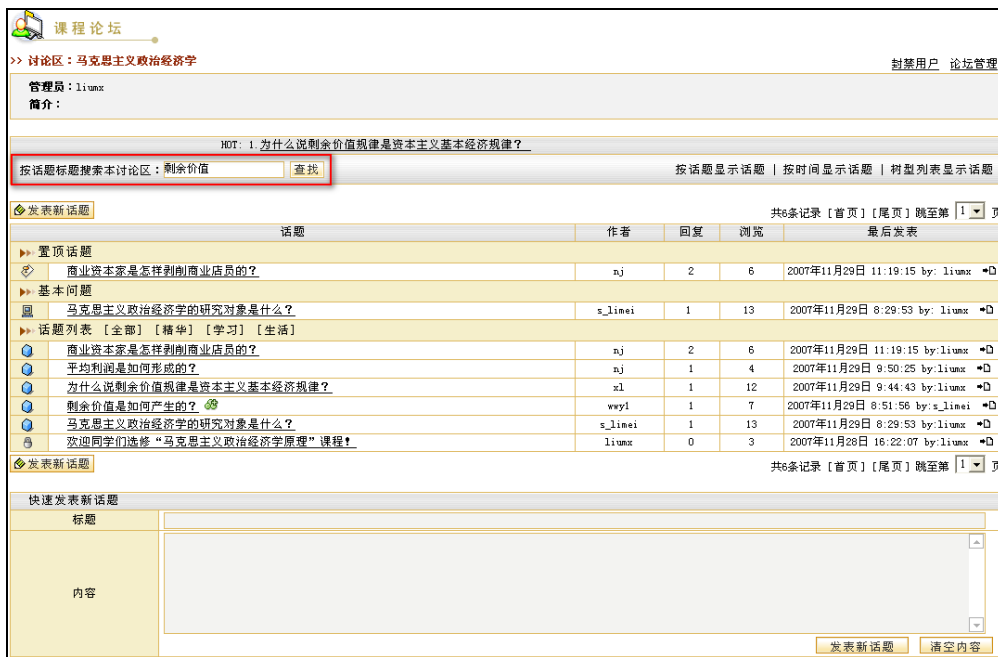 课程论坛
>> 讨论区：马克思主义政治经济学
封禁用户 论坛管理
管理员：liumx
简介：
HOT: 1.为什么说剩余价值规律是资本主义基本经济规律？
按话题标题搜索本讨论区：剩余价值 查找 按话题显示话题 | 按时间显示话题 | 树型列表显示话题
发表新话题 共6条记录 [首页] [尾页] 跳至第 1 页
话题 作者 回复 浏览 最后发表
置顶话题
商业资本家是怎样剥削商业店员的？ nj 2 6 2007年11月29日 11:19:15 by: liumx
基本问题
马克思主义政治经济学的研究对象是什么？ s_limei 1 13 2007年11月29日 8:29:53 by: liumx
话题列表 [全部] [精华] [学习] [生活]
商业资本家是怎样剥削商业店员的？ nj 2 6 2007年11月29日 11:19:15 by:liumx
平均利润是如何形成的？ nj 1 4 2007年11月29日 9:50:25 by:liumx
为什么说剩余价值规律是资本主义基本经济规律？ xl 1 12 2007年11月29日 9:44:43 by:liumx
剩余价值是如何产生的？ wwyl 1 7 2007年11月29日 8:51:56 by:s_limei
马克思主义政治经济学的研究对象是什么？ s_limei 1 13 2007年11月29日 8:29:53 by:liumx
欢迎同学们选修“马克思主义政治经济学原理”课程！ liumx 0 3 2007年11月28日 16:22:07 by:liumx
发表新话题 共6条记录 [首页] [尾页] 跳至第 1 页
快速发表新话题
标题
内容
发表新话题 清空内容